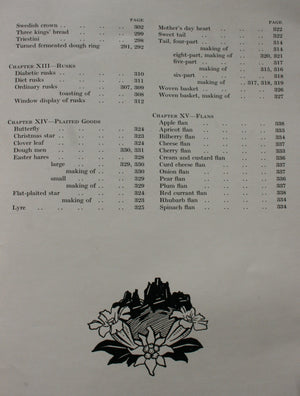 PAGE
Swedish crown .. .. .. 302
Three kings' bread .. .. .. 299
Triestini .. .. .. .. 298
Turned fermented dough ring 291, 292
CHAPTER XIII—RUSKS
Diabetic rusks .. .. .. 310
Diet rusks .. .. .. .. 311
Ordinary rusks .. .. 307, 309
toasting of .. .. 308
Window display of rusks .. .. 312
CHAPTER XIV—PLAITED GOODS
Butterfly .. .. .. 324
Christmas star .. .. .. 323
Clover leaf .. .. .. 324
Dough men .. .. .. 330, 331
Easter hares .. .. .. 328
large .. .. 329, 330
making of .. .. 330
small .. .. .. 329
making of .. .. 329
Flat-plaited star .. .. .. 323
Lyre .. .. .. .. 325
PAGE
Mother's day heart .. .. 322
Sweet tail .. .. .. 322
Tail, four-part .. .. .. 314
making of .. .. 314
eight-part, making of 320, 321
five-part .. .. .. 317
making of .. 315, 316
six-part .. .. .. 318
making of .. 317, 318, 319
Woven basket .. .. .. 326
Woven basket, making of .. 327
CHAPTER XV—FLANS
Apple flan .. .. .. 338
Apricot flan .. .. .. 335
Bilberry flan .. .. .. 334
Cheese flan .. .. .. 337
Cherry flan .. .. .. 333
Cream and custard flan .. .. 336
Curd cheese flan .. .. .. 337
Onion flan .. .. .. 337
Pear flan .. .. .. 336
Plum flan .. .. .. 333
Red currant flan .. .. .. 338
Rhubarb flan .. .. .. 334
Spinach flan .. .. .. 334